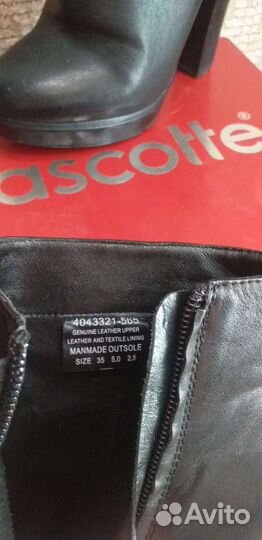 ascotte
4043321-565
GENUINE LEATHER UPPER
LEATHER AND TEXTILE LINING
MANMADE OUTSOLE
SIZE 35 5,0 2,5
Avito